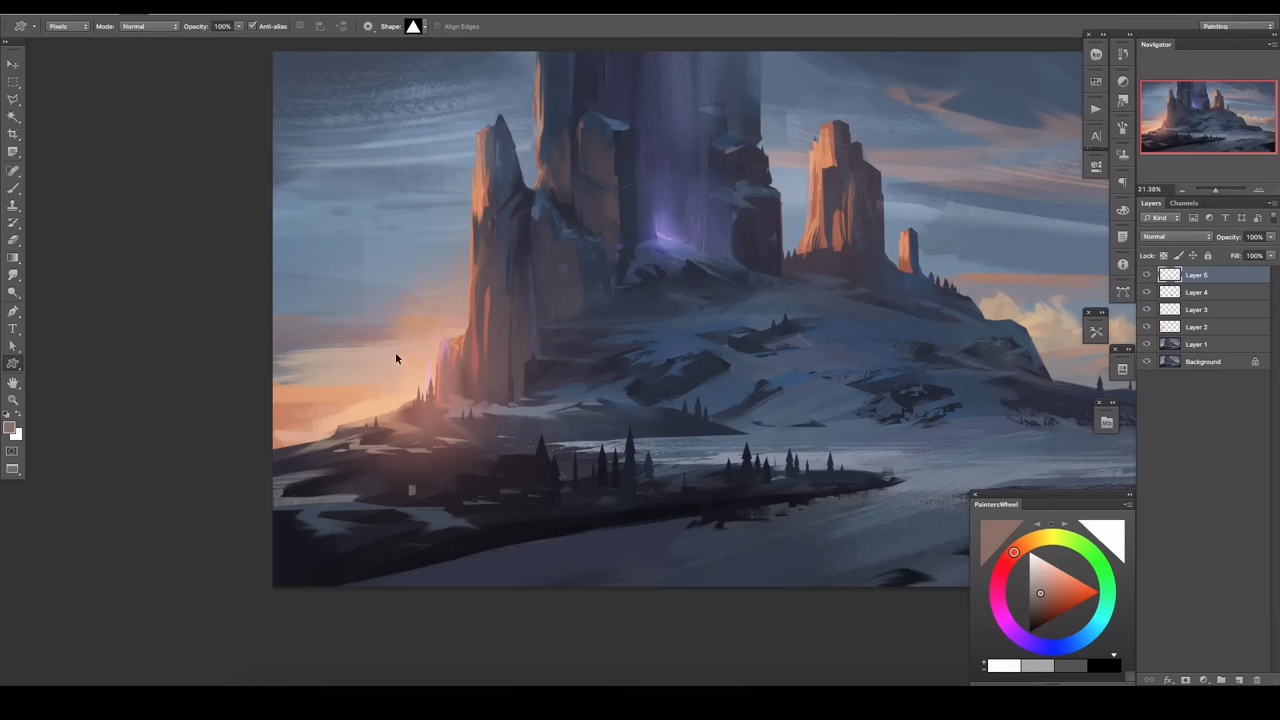 Pixels Mode: Normal Opacity: 100% Anti-alias Shape: Align Edges Painting
Navigator
21.38%
Layers Channels
Kind
Normal Opacity: 100%
Lock: Fill: 100%
Layer 5
Layer 4
Layer 3
Layer 2
Layer 1
Background
Mb
PaintersWheel